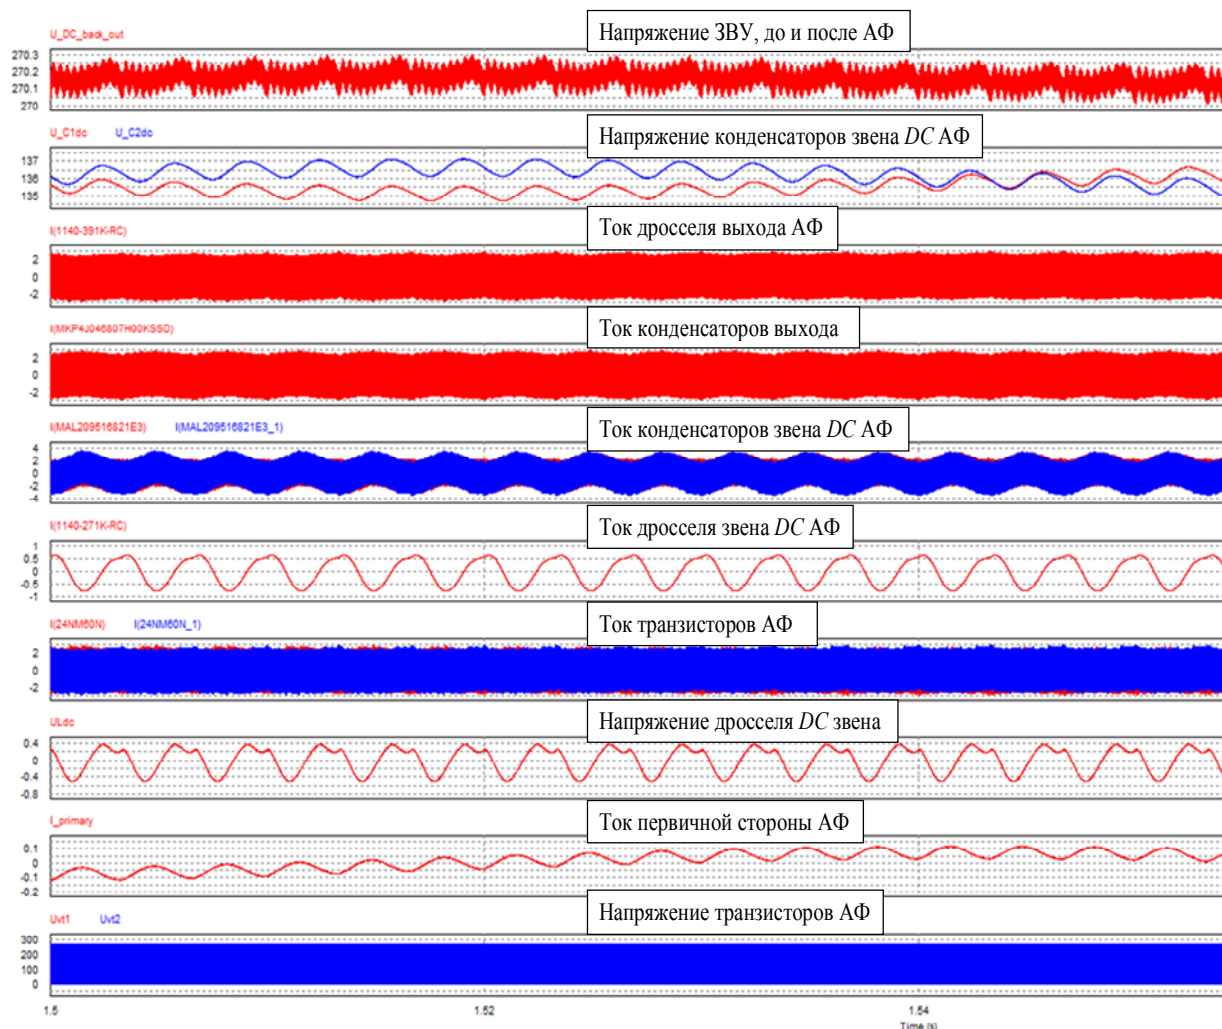 Напряжение ЗВУ, до и после АФ
U_DC_back_out
270.3
270.2
270.1
270
Напряжение конденсаторов звена DC АФ
U_C1dc U_C2dc
137
136
135
Ток дросселя выхода АФ
I(1140-391K-RC)
2
0
-2
Ток конденсаторов выхода
I(MKP4J046807H00KSSD)
2
0
-2
Ток конденсаторов звена DC АФ
I(MAL209516821E3) I(MAL209516821E3_1)
4
2
0
-2
-4
Ток дросселя звена DC АФ
I(1140-271K-RC)
1
0.5
0
-0.5
-1
Ток транзисторов АФ
I(24NM60N) I(24NM60N_1)
2
0
-2
Напряжение дросселя DC звена
ULdc
0.4
0
-0.4
-0.8
Ток первичной стороны АФ
I_primary
0.1
0
-0.1
-0.2
Напряжение транзисторов АФ
Uvt1 Uvt2
300
200
100
0
1.5 1.52 1.54
Time (s)